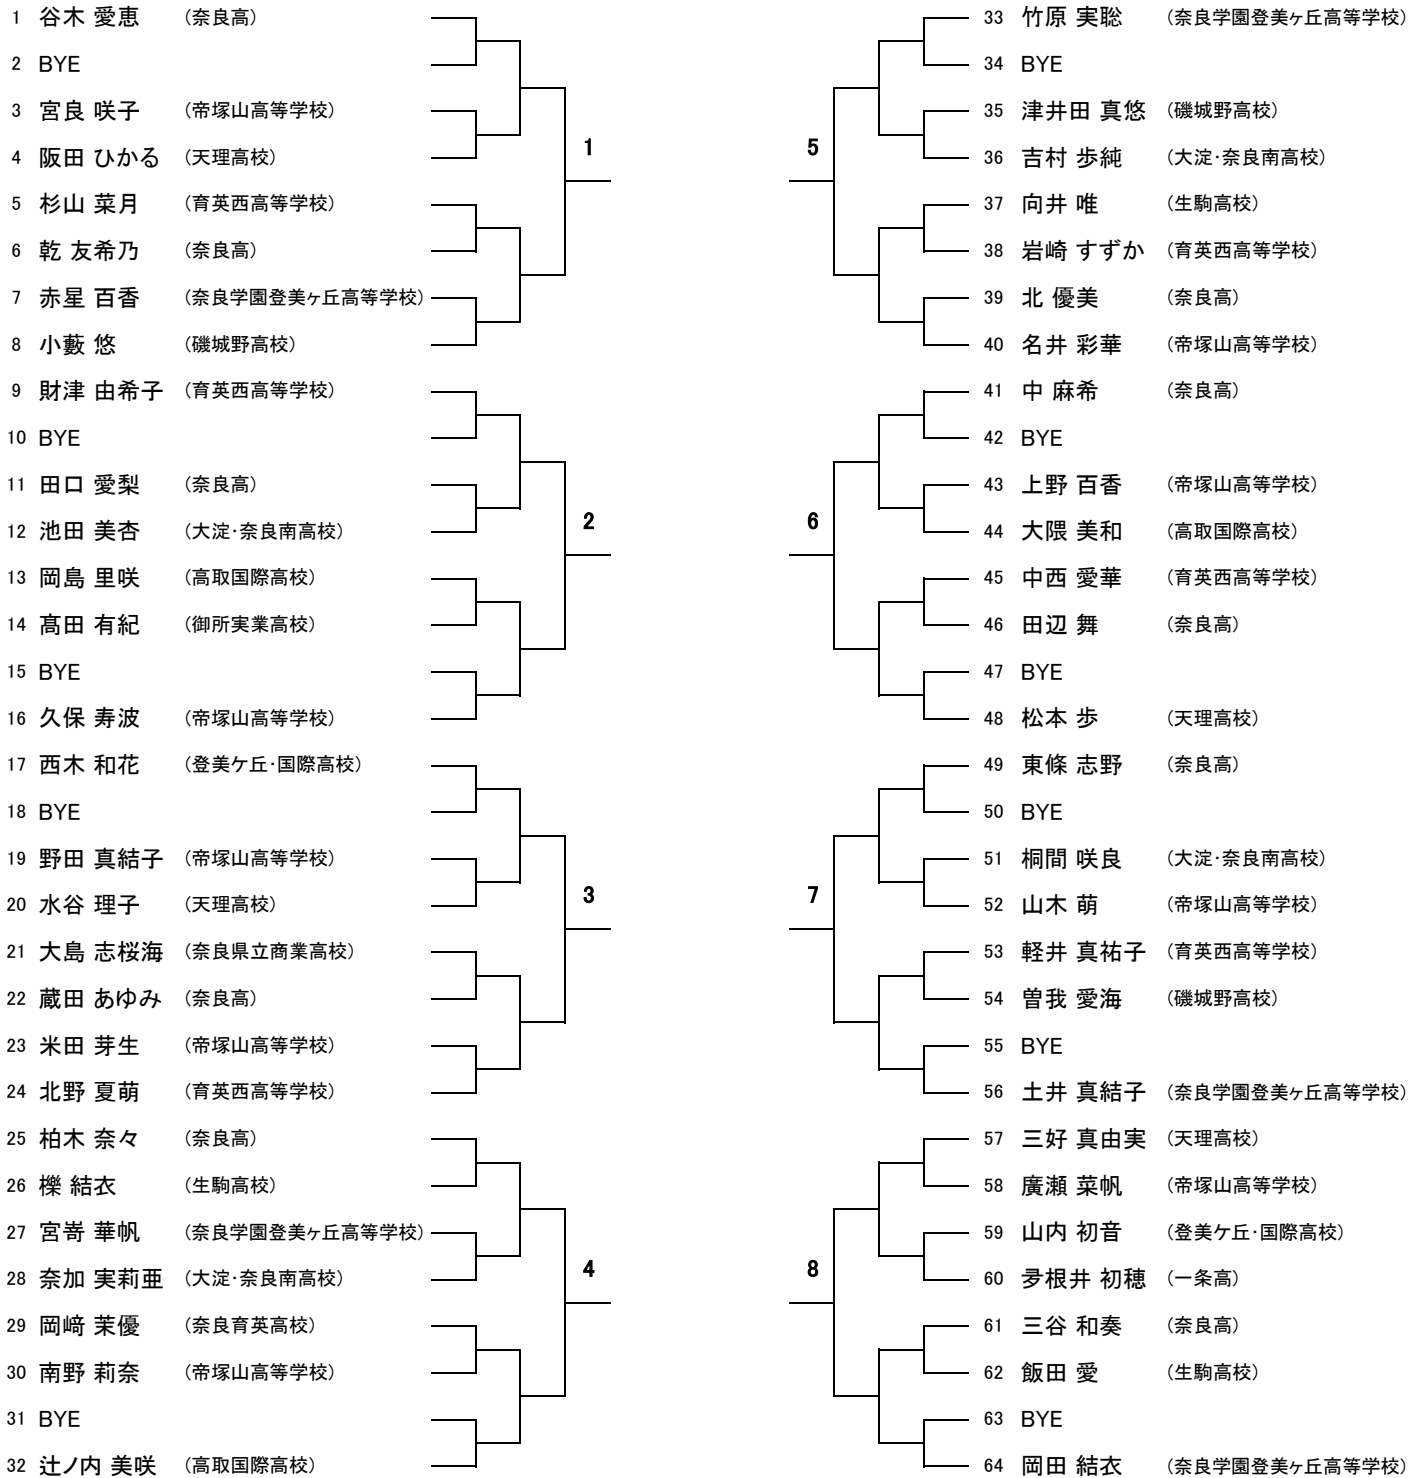 1 谷木 愛恵 (奈良高)
2 BYE
3 宮良 咲子 (帝塚山高等学校)
4 阪田 ひかる (天理高校)
5 杉山 菜月 (育英西高等学校)
6 乾 友希乃 (奈良高)
7 赤星 百香 (奈良学園登美ヶ丘高等学校)
8 小藪 悠 (磯城野高校)
1
9 財津 由希子 (育英西高等学校)
10 BYE
11 田口 愛梨 (奈良高)
12 池田 美杏 (大淀･奈良南高校)
13 岡島 里咲 (高取国際高校)
14 髙田 有紀 (御所実業高校)
15 BYE
16 久保 寿波 (帝塚山高等学校)
2
17 西木 和花 (登美ケ丘･国際高校)
18 BYE
19 野田 真結子 (帝塚山高等学校)
20 水谷 理子 (天理高校)
21 大島 志桜海 (奈良県立商業高校)
22 蔵田 あゆみ (奈良高)
23 米田 芽生 (帝塚山高等学校)
24 北野 夏萌 (育英西高等学校)
3
25 柏木 奈々 (奈良高)
26 櫟 結衣 (生駒高校)
27 宮嵜 華帆 (奈良学園登美ヶ丘高等学校)
28 奈加 実莉亜 (大淀･奈良南高校)
29 岡﨑 茉優 (奈良育英高校)
30 南野 莉奈 (帝塚山高等学校)
31 BYE
32 辻ノ内 美咲 (高取国際高校)
4
33 竹原 実聡 (奈良学園登美ヶ丘高等学校)
34 BYE
35 津井田 真悠 (磯城野高校)
36 吉村 歩純 (大淀･奈良南高校)
37 向井 唯 (生駒高校)
38 岩崎 すずか (育英西高等学校)
39 北 優美 (奈良高)
40 名井 彩華 (帝塚山高等学校)
5
41 中 麻希 (奈良高)
42 BYE
43 上野 百香 (帝塚山高等学校)
44 大隈 美和 (高取国際高校)
45 中西 愛華 (育英西高等学校)
46 田辺 舞 (奈良高)
47 BYE
48 松本 歩 (天理高校)
6
49 東條 志野 (奈良高)
50 BYE
51 桐間 咲良 (大淀･奈良南高校)
52 山木 萌 (帝塚山高等学校)
53 軽井 真祐子 (育英西高等学校)
54 曽我 愛海 (磯城野高校)
55 BYE
56 土井 真結子 (奈良学園登美ヶ丘高等学校)
7
57 三好 真由実 (天理高校)
58 廣瀬 菜帆 (帝塚山高等学校)
59 山内 初音 (登美ケ丘･国際高校)
60 夛根井 初穂 (一条高)
61 三谷 和奏 (奈良高)
62 飯田 愛 (生駒高校)
63 BYE
64 岡田 結衣 (奈良学園登美ヶ丘高等学校)
8